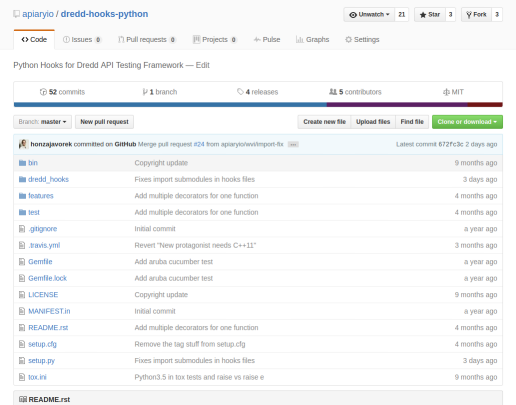 apiaryio / dredd-hooks-python
Unwatch 21 Star 3 Fork 3
Code Issues 0 Pull requests 0 Projects 0 Pulse Graphs Settings
Python Hooks for Dredd API Testing Framework — Edit
52 commits 1 branch 4 releases 5 contributors MIT
Branch: master New pull request Create new file Upload files Find file Clone or download
honzajavorek committed on GitHub Merge pull request #24 from apiaryio/xvi/import-fix ... Latest commit 672fc3c 2 days ago
bin Copyright update 9 months ago
dredd_hooks Fixes import submodules in hooks files 3 days ago
features Add multiple decorators for one function 4 months ago
test Add multiple decorators for one function 4 months ago
.gitignore Initial commit a year ago
.travis.yml Revert "New protagonist needs C++11" 3 months ago
Gemfile Add aruba cucumber test a year ago
Gemfile.lock Add aruba cucumber test a year ago
LICENSE Copyright update 9 months ago
MANIFEST.in Initial commit a year ago
README.rst Add multiple decorators for one function 4 months ago
setup.cfg Remove the tag stuff from setup.cfg 4 months ago
setup.py Fixes import submodules in hooks files 3 days ago
tox.ini Python3.5 in tox tests and raise vs raise e 9 months ago
README.rst